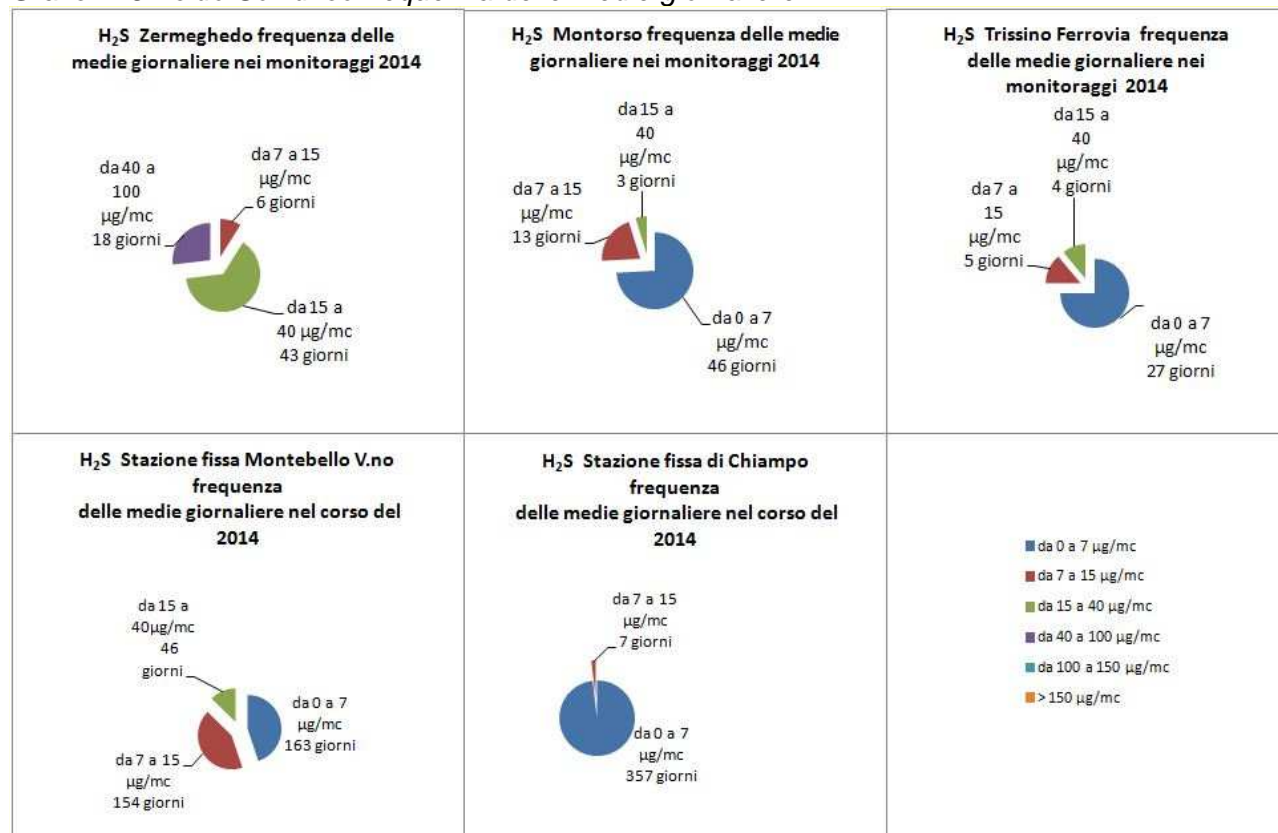 H₂S Zermeghedo frequenza delle
medie giornaliere nei monitoraggi 2014
da 40 a
100
µg/mc
18 giorni
da 7 a 15
µg/mc
6 giorni
da 15 a
40 µg/mc
43 giorni
H₂S Montorso frequenza delle medie
giornaliere nei monitoraggi 2014
da 15 a
40
µg/mc
3 giorni
da 7 a 15
µg/mc
13 giorni
da 0 a 7
µg/mc
46 giorni
H₂S Trissino Ferrovia frequenza
delle medie giornaliere nei
monitoraggi 2014
da 15 a
40
µg/mc
4 giorni
da 7 a
15
µg/mc
5 giorni
da 0 a 7
µg/mc
27 giorni
H₂S Stazione fissa Montebello V.no
frequenza
delle medie giornaliere nel corso del
2014
da 15 a
40µg/mc
46
giorni
da 0 a 7
µg/mc
163 giorni
da 7 a 15
µg/mc
154 giorni
H₂S Stazione fissa di Chiampo
frequenza
delle medie giornaliere nel corso del
2014
da 7 a 15
µg/mc
7 giorni
da 0 a 7
µg/mc
357 giorni
da 0 a 7 µg/mc
da 7 a 15 µg/mc
da 15 a 40 µg/mc
da 40 a 100 µg/mc
da 100 a 150 µg/mc
> 150 µg/mc